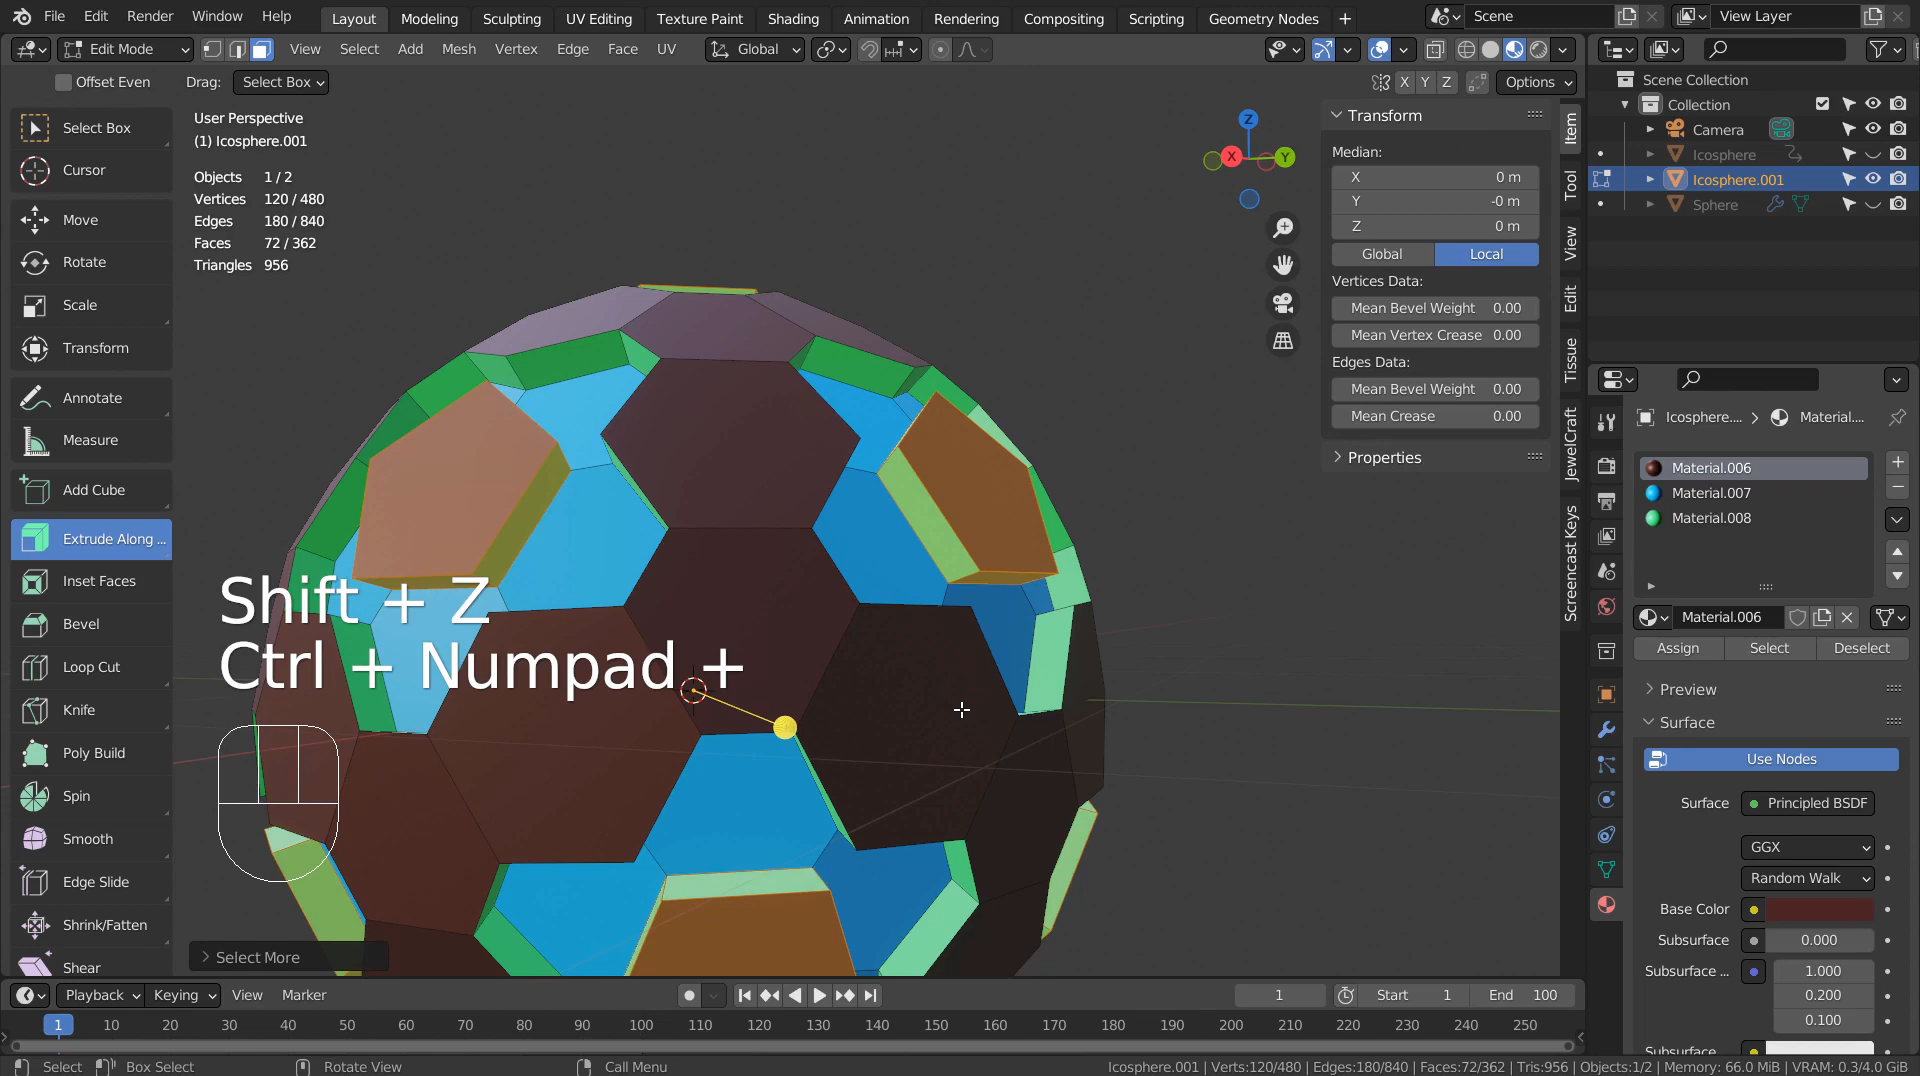 File Edit Render Window Help Layout Modeling Sculpting UV Editing Texture Paint Shading Animation Rendering Compositing Scripting Geometry Nodes + Scene View Layer
Edit Mode View Select Add Mesh Vertex Edge Face UV Global
Offset Even Drag: Select Box X Y Z Options
Select Box
Cursor
Move
Rotate
Scale
Transform
Annotate
Measure
Add Cube
Extrude Along ...
Inset Faces
Bevel
Loop Cut
Knife
Poly Build
Spin
Smooth
Edge Slide
Shrink/Fatten
Shear
User Perspective
(1) Icosphere.001
Objects 1 / 2
Vertices 120 / 480
Edges 180 / 840
Faces 72 / 362
Triangles 956
Z
X Y
Shift + Z
Ctrl + Numpad +
Select More
Transform
Median:
X 0 m
Y -0 m
Z 0 m
Global Local
Vertices Data:
Mean Bevel Weight 0.00
Mean Vertex Crease 0.00
Edges Data:
Mean Bevel Weight 0.00
Mean Crease 0.00
Properties
Item
Tool
View
Edit
Tissue
JewelCraft
Screencast Keys
Scene Collection
Collection
Camera
Icosphere
Icosphere.001
Sphere
Icosphere.... Material....
Material.006
Material.007
Material.008
Material.006
Assign Select Deselect
Preview
Surface
Use Nodes
Surface Principled BSDF
GGX
Random Walk
Base Color
Subsurface 0.000
Subsurface ... 1.000
0.200
0.100
Subsurface
Playback Keying View Marker 1 Start 1 End 100
1 10 20 30 40 50 60 70 80 90 100 110 120 130 140 150 160 170 180 190 200 210 220 230 240 250
Select Box Select Rotate View Call Menu Icosphere.001 | Verts:120/480 | Edges:180/840 | Faces:72/362 | Tris:956 | Objects:1/2 | Memory: 66.0 MiB | VRAM: 0.3/4.0 GiB